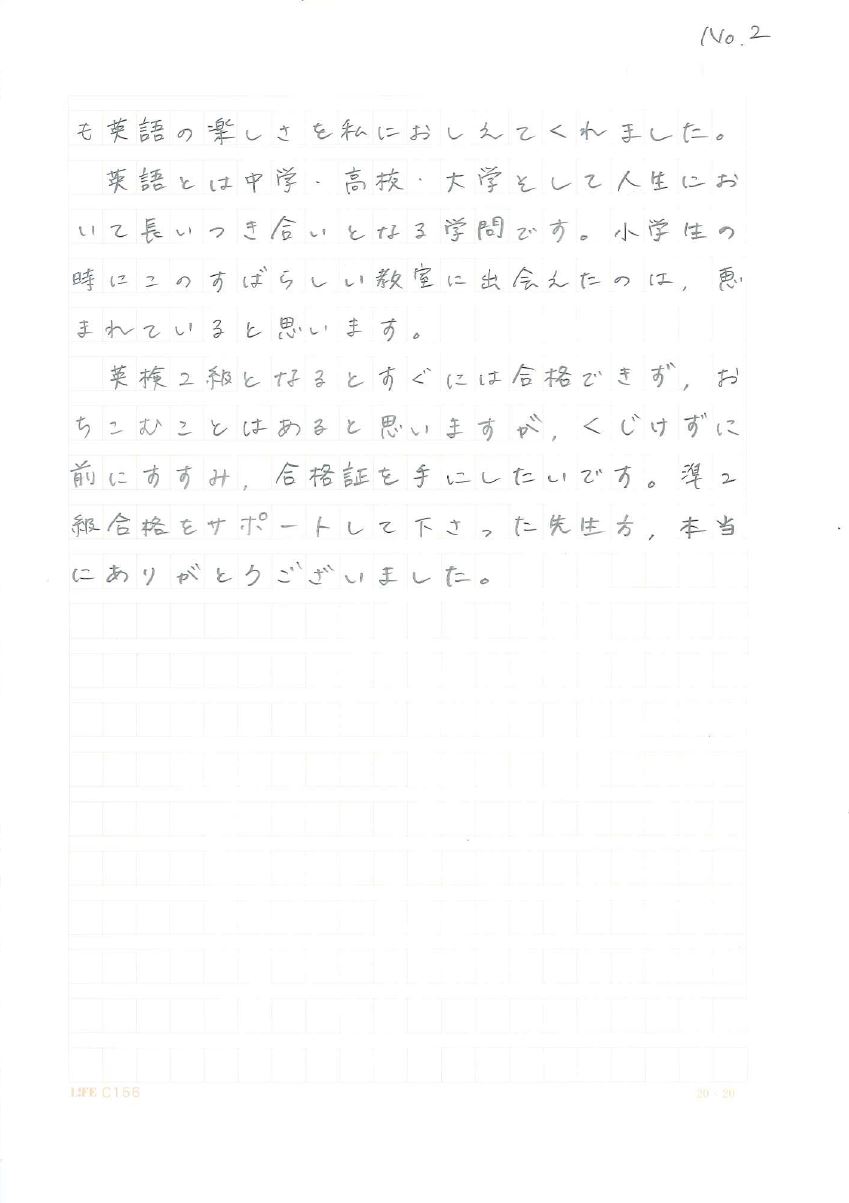 No.2
も英語の楽しさを私におしえてくれました。
英語とは中学・高校・大学そして人生にお
いて長いつき合いとなる学問です。小学生の
時にこのすばらしい教室に出会えたのは，恵
まれていると思います。
英検2級となるとすぐには合格できず，お
ちこむことはあると思いますが，くじけずに
前にすすみ，合格証を手にしたいです。準2
級合格をサポートして下さった先生方，本当
にありがとうございました。
LIFE C156
20×20